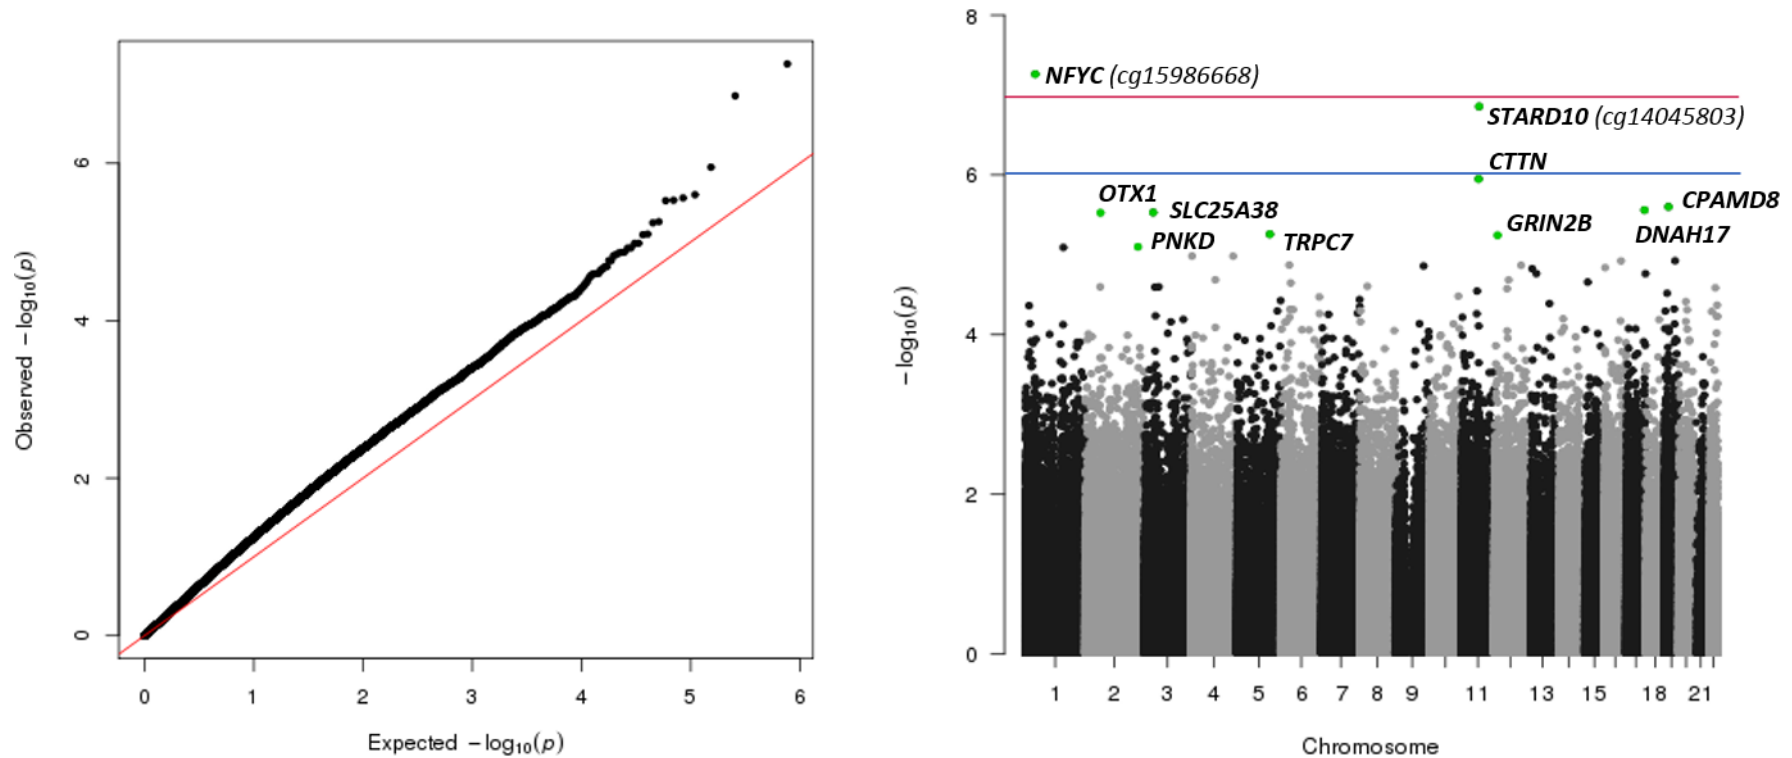 Observed −log10(p)
6
4
2
0
0 1 2 3 4 5 6
Expected −log10(p)
−log10(p)
8
6
4
2
0
NFYC (cg15986668)
STARD10 (cg14045803)
CTTN
OTX1
SLC25A38
CPAMD8
PNKD
TRPC7
GRIN2B
DNAH17
1 2 3 4 5 6 7 8 9 11 13 15 18 21
Chromosome